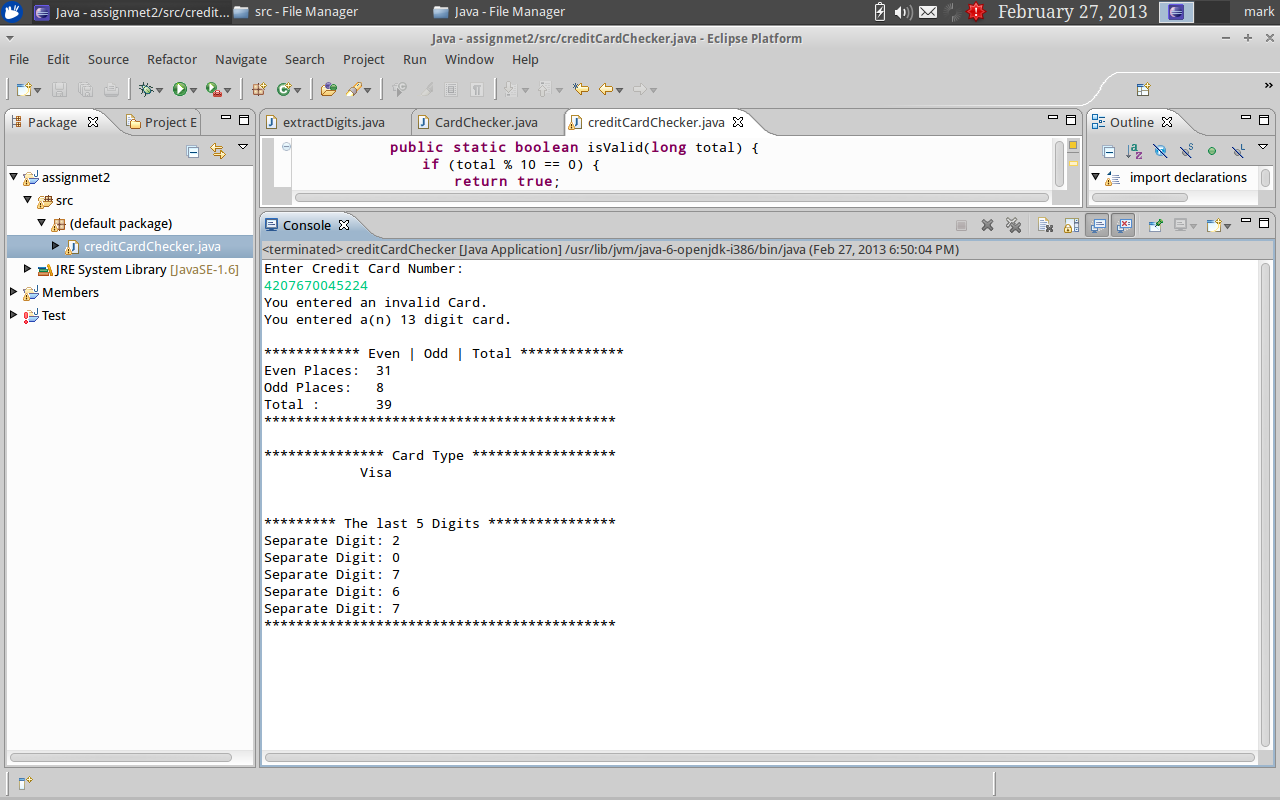 Java - assignmet2/src/credit... src - File Manager Java - File Manager February 27, 2013 mark
Java - assignmet2/src/creditCardChecker.java - Eclipse Platform
File Edit Source Refactor Navigate Search Project Run Window Help
Package Project E
extractDigits.java CardChecker.java creditCardChecker.java
Outline
public static boolean isValid(long total) {
if (total % 10 == 0) {
return true;
import declarations
assignmet2
src
(default package)
creditCardChecker.java
JRE System Library [JavaSE-1.6]
Members
Test
Console
<terminated> creditCardChecker [Java Application] /usr/lib/jvm/java-6-openjdk-i386/bin/java (Feb 27, 2013 6:50:04 PM)
Enter Credit Card Number:
4207670045224
You entered an invalid Card.
You entered a(n) 13 digit card.
************ Even | Odd | Total *************
Even Places: 31
Odd Places: 8
Total : 39
********************************************
*************** Card Type ******************
Visa
********* The last 5 Digits ****************
Separate Digit: 2
Separate Digit: 0
Separate Digit: 7
Separate Digit: 6
Separate Digit: 7
********************************************